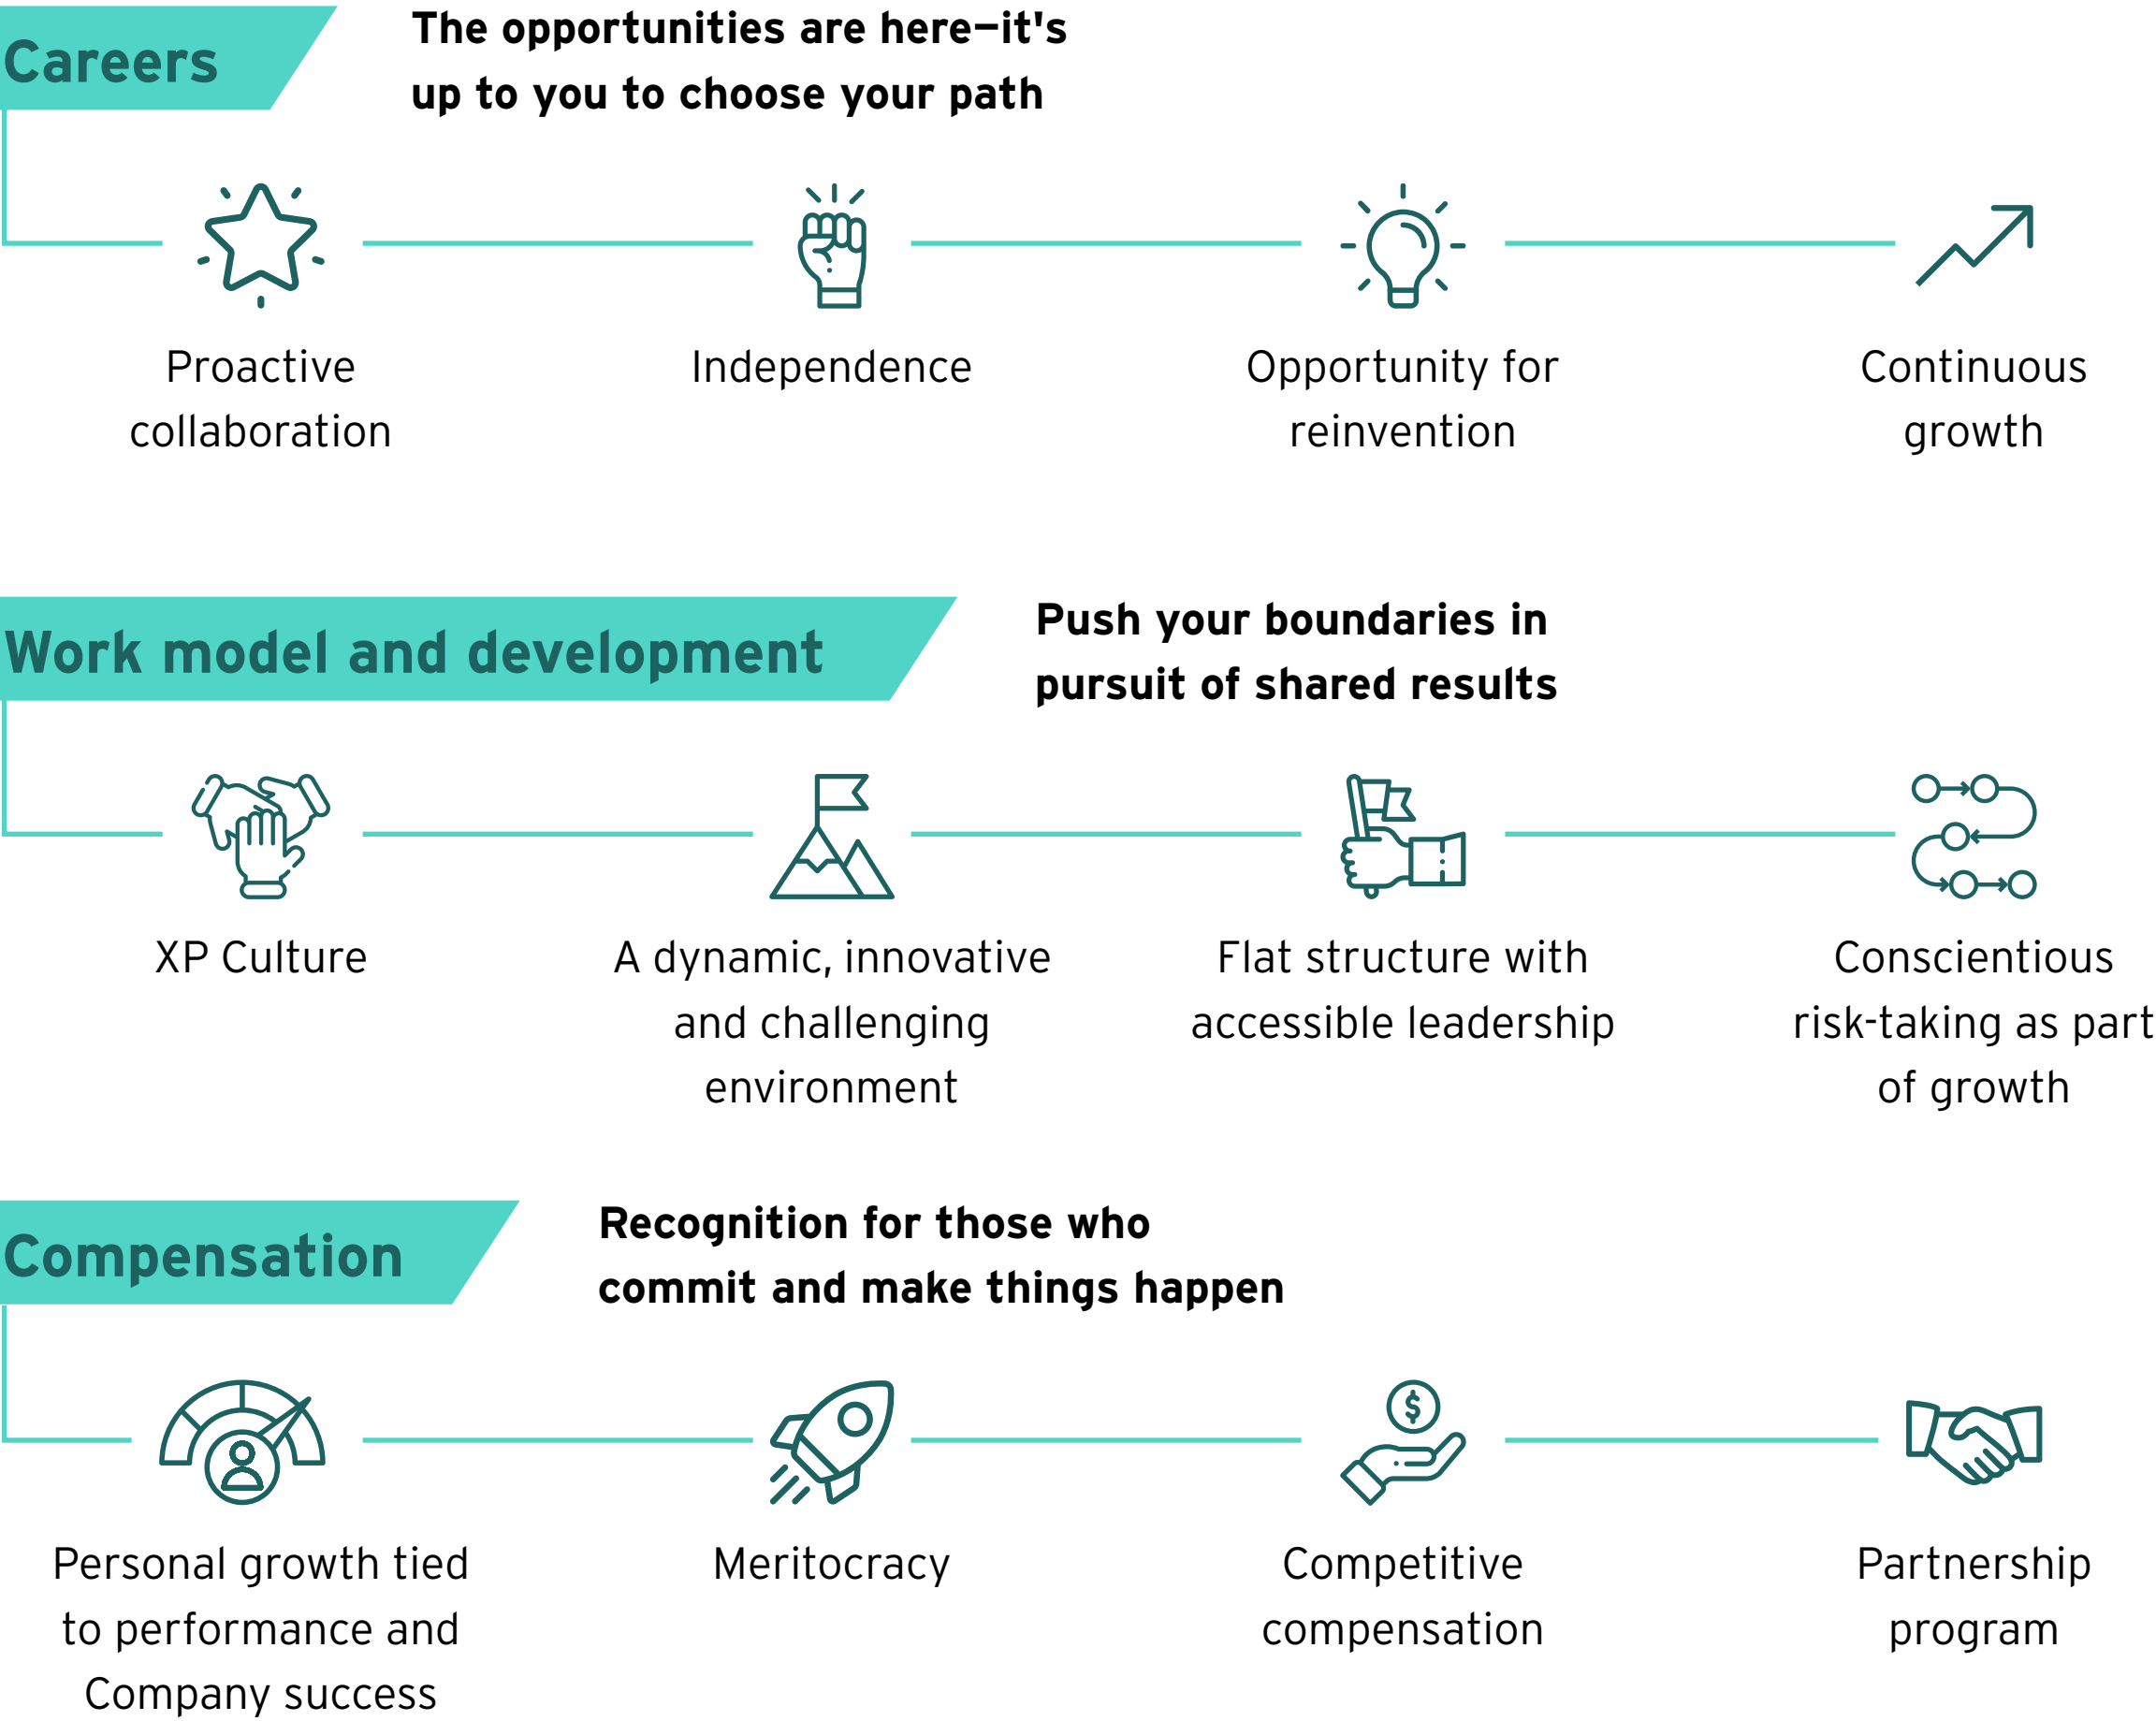 Careers
The opportunities are here—it's
up to you to choose your path
Proactive
collaboration
Independence
Opportunity for
reinvention
Continuous
growth
Work model and development
Push your boundaries in
pursuit of shared results
XP Culture
A dynamic, innovative
and challenging
environment
Flat structure with
accessible leadership
Conscientious
risk-taking as part
of growth
Compensation
Recognition for those who
commit and make things happen
Personal growth tied
to performance and
Company success
Meritocracy
Competitive
compensation
Partnership
program